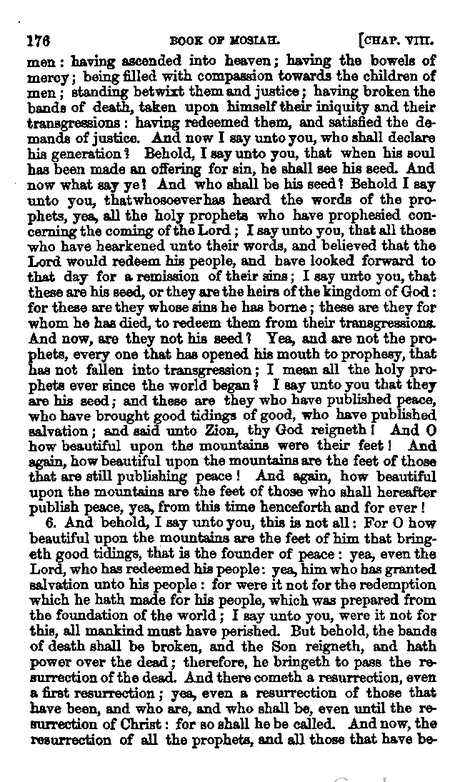 176 BOOK OF MOSIAH. [CHAP. VIII.
men: having ascended into heaven; having the bowels of
mercy; being filled with compassion towards the children of
men; standing betwixt them and justice; having broken the
bands of death, taken upon himself their iniquity and their
transgressions: having redeemed them, and satisfied the de-
mands of justice. And now I say unto you, who shall declare
his generation? Behold, I say unto you, that when his soul
has been made an offering for sin, he shall see his seed. And
now what say ye? And who shall be his seed? Behold I say
unto you, that whosoever has heard the words of the pro-
phets, yea, all the holy prophets who have prophesied con-
cerning the coming of the Lord; I say unto you, that all those
who have hearkened unto their words, and believed that the
Lord would redeem his people, and have looked forward to
that day for a remission of their sins; I say unto you, that
these are his seed, or they are the heirs of the kingdom of God:
for these are they whose sins he has borne; these are they for
whom he has died, to redeem them from their transgressions.
And now, are they not his seed? Yea, and are not the pro-
phets, every one that has opened his mouth to prophesy, that
has not fallen into transgression; I mean all the holy pro-
phets ever since the world began? I say unto you that they
are his seed; and these are they who have published peace,
who have brought good tidings of good, who have published
salvation; and said unto Zion, thy God reigneth! And O
how beautiful upon the mountains were their feet! And
again, how beautiful upon the mountains are the feet of those
that are still publishing peace! And again, how beautiful
upon the mountains are the feet of those who shall hereafter
publish peace, yea, from this time henceforth and for ever!
6. And behold, I say unto you, this is not all: For O how
beautiful upon the mountains are the feet of him that bring-
eth good tidings, that is the founder of peace: yea, even the
Lord, who has redeemed his people: yea, him who has granted
salvation unto his people: for were it not for the redemption
which he hath made for his people, which was prepared from
the foundation of the world; I say unto you, were it not for
this, all mankind must have perished. But behold, the bands
of death shall be broken, and the Son reigneth, and hath
power over the dead; therefore, he bringeth to pass the re-
surrection of the dead. And there cometh a resurrection, even
a first resurrection; yea, even a resurrection of those that
have been, and who are, and who shall be, even until the re-
surrection of Christ: for so shall he be called. And now, the
resurrection of all the prophets, and all those that have be-